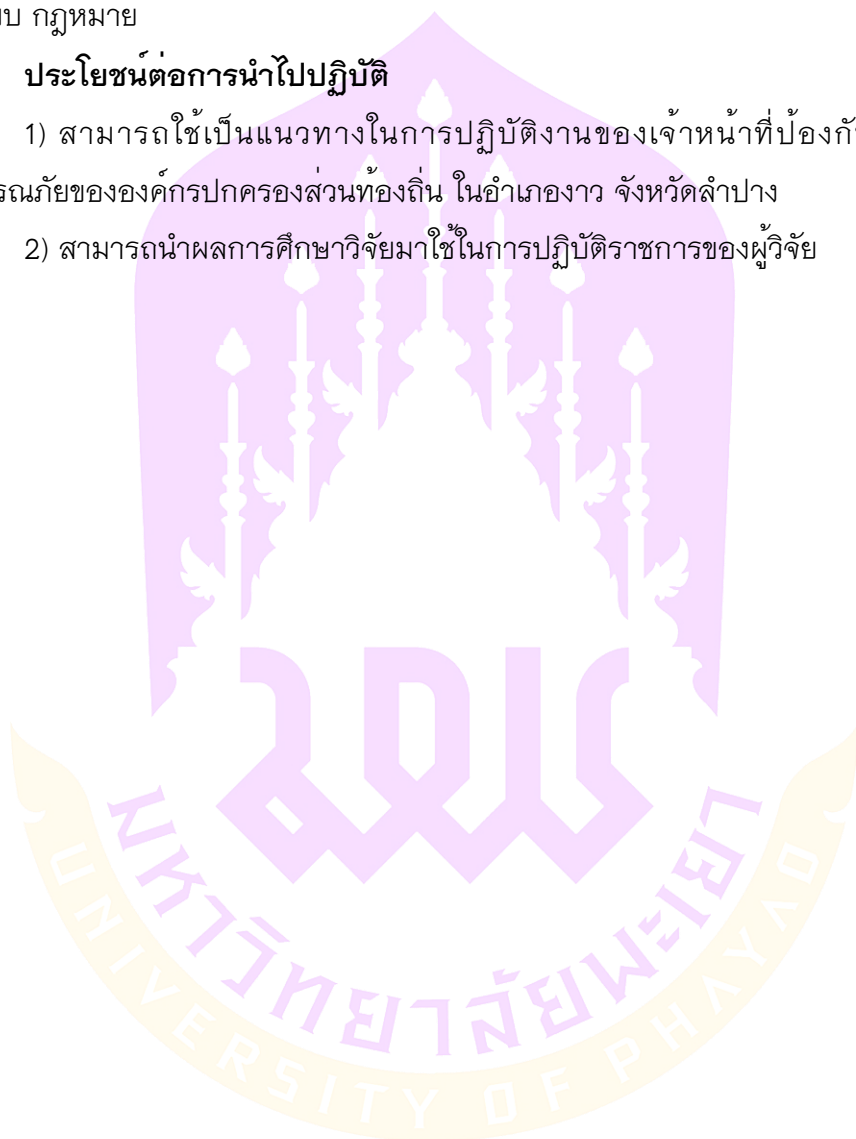 บ กฎหมาย
ประโยชน์ต่อการนำไปปฏิบัติ
1) สามารถใช้เป็นแนวทางในการปฏิบัติงานของเจ้าหน้าที่ป้องกั
รณภัยขององค์กรปกครองส่วนท้องถิ่น ในอำเภองาว จังหวัดลำปาง
2) สามารถนำผลการศึกษาวิจัยมาใช้ในการปฏิบัติราชการของผู้วิจัย
มหาวิทยาลัยพะเยา
UNIVERSITY OF PHAYAO